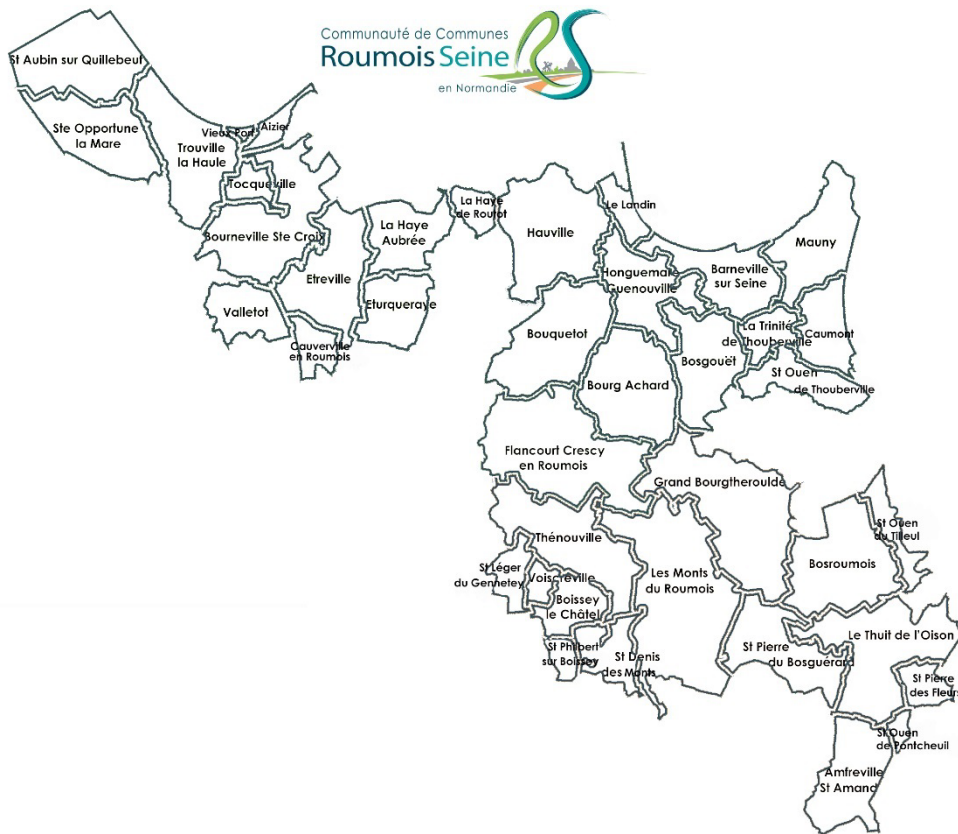 Communauté de Communes
Roumois Seine
en Normandie
St Aubin sur Quillebeuf
Ste Opportune
la Mare
Trouville
la Haule
Vieux Port
Aizier
Tocqueville
Bourneville Ste Croix
Etreville
La Haye
Aubrée
La Haye
de Routot
Valletot
Cauverville
en Roumois
Eturqueraye
Hauville
Le Landin
Honguemare
Guenouville
Barneville
sur Seine
Mauny
Bouquetot
Bourg Achard
Bosgouët
La Trinité
de Thouberville
Caumont
St Ouen
de Thouberville
Flancourt Crescy
en Roumois
Grand Bourgtheroulde
Thénouville
St Ouen
du Tilleul
Bosroumois
St Léger
du Gennetey
Voiscreville
Boissey
le Châtel
Les Monts
du Roumois
St Philbert
sur Boissey
St Denis
des Monts
St Pierre
du Bosguérard
Le Thuit de l'Oison
St Pierre
des Fleurs
St Ouen
de Pontcheuil
Amfreville
St Amand